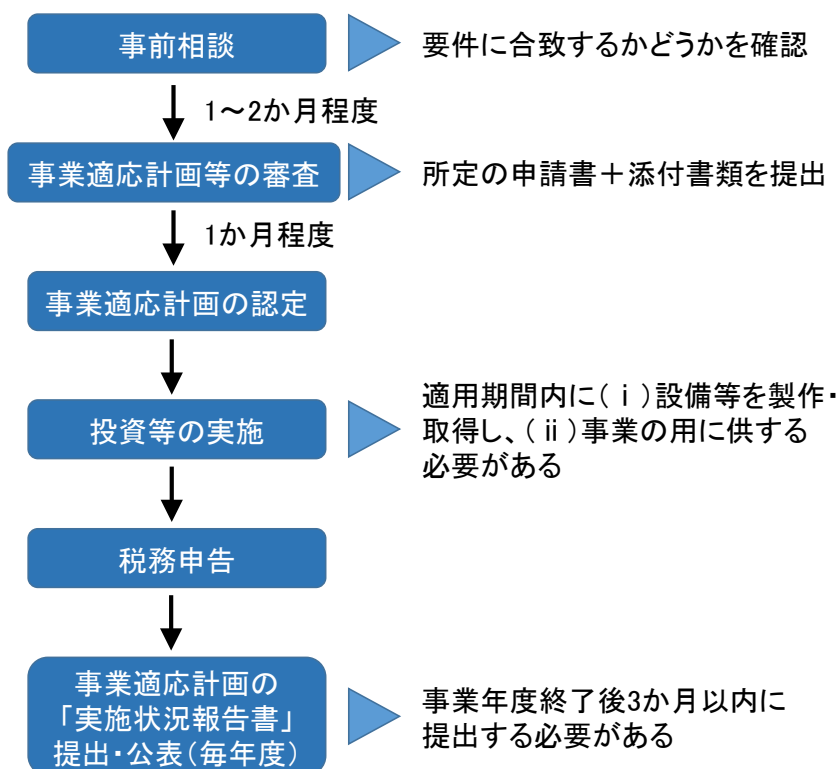 事前相談
要件に合致するかどうかを確認
1～2か月程度
事業適応計画等の審査
所定の申請書＋添付書類を提出
1か月程度
事業適応計画の認定
投資等の実施
適用期間内に(ⅰ)設備等を製作・
取得し、(ⅱ)事業の用に供する
必要がある
税務申告
事業適応計画の
「実施状況報告書」
提出・公表(毎年度)
事業年度終了後3か月以内に
提出する必要がある